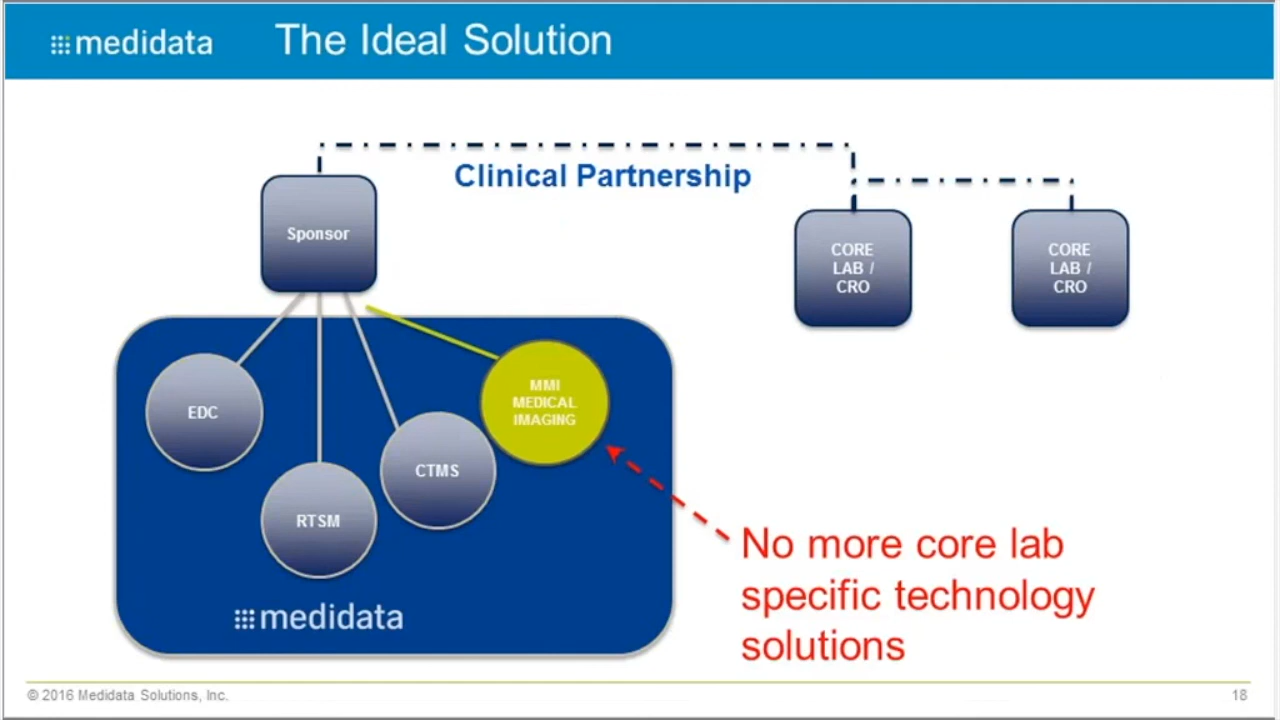 medidata
The Ideal Solution
Clinical Partnership
Sponsor
CORE
LAB /
CRO
CORE
LAB /
CRO
EDC
RTSM
CTMS
MMI
MEDICAL
IMAGING
medidata
No more core lab
specific technology
solutions
© 2016 Medidata Solutions, Inc.
18